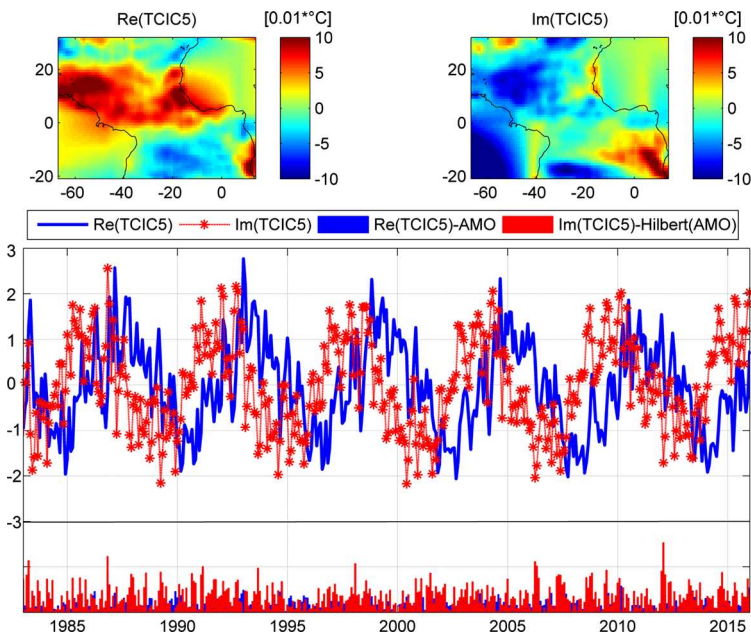 Re(TCIC5) [0.01*°C] Im(TCIC5) [0.01*°C]
10 10
20 5 20 5
0 0 0 0
-5 -5
-20 -10 -20 -10
-60 -40 -20 0 -60 -40 -20 0
Re(TCIC5) Im(TCIC5) Re(TCIC5)-AMO Im(TCIC5)-Hilbert(AMO)
3
2
1
0
-1
-2
-3
1985 1990 1995 2000 2005 2010 2015